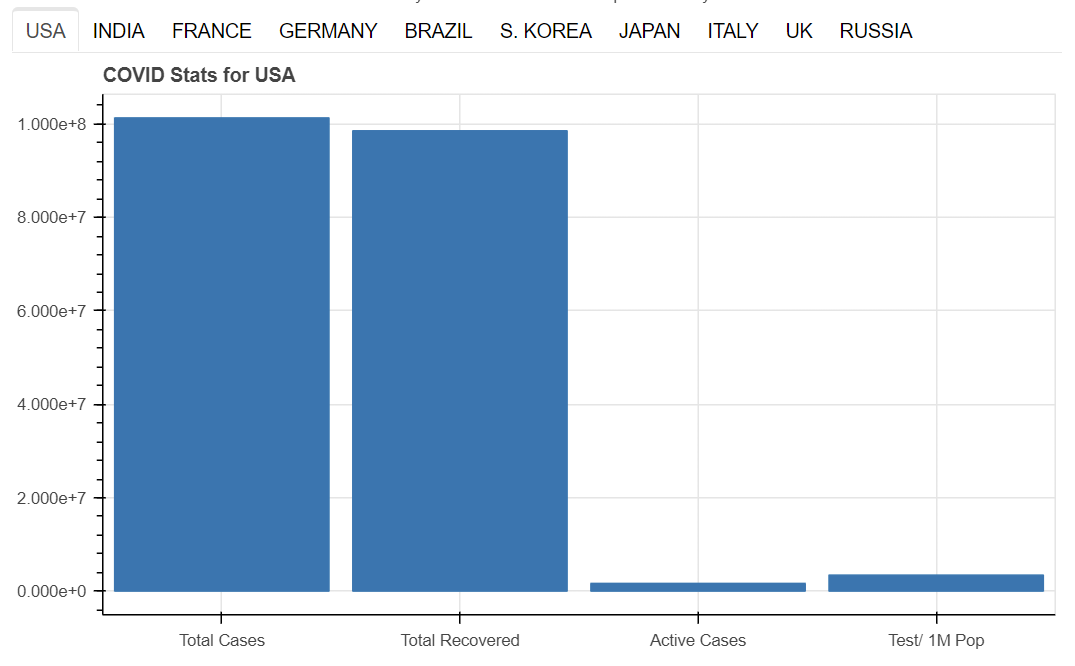 USA INDIA FRANCE GERMANY BRAZIL S. KOREA JAPAN ITALY UK RUSSIA
COVID Stats for USA
1.000e+8
8.000e+7
6.000e+7
4.000e+7
2.000e+7
0.000e+0
Total Cases Total Recovered Active Cases Test/ 1M Pop